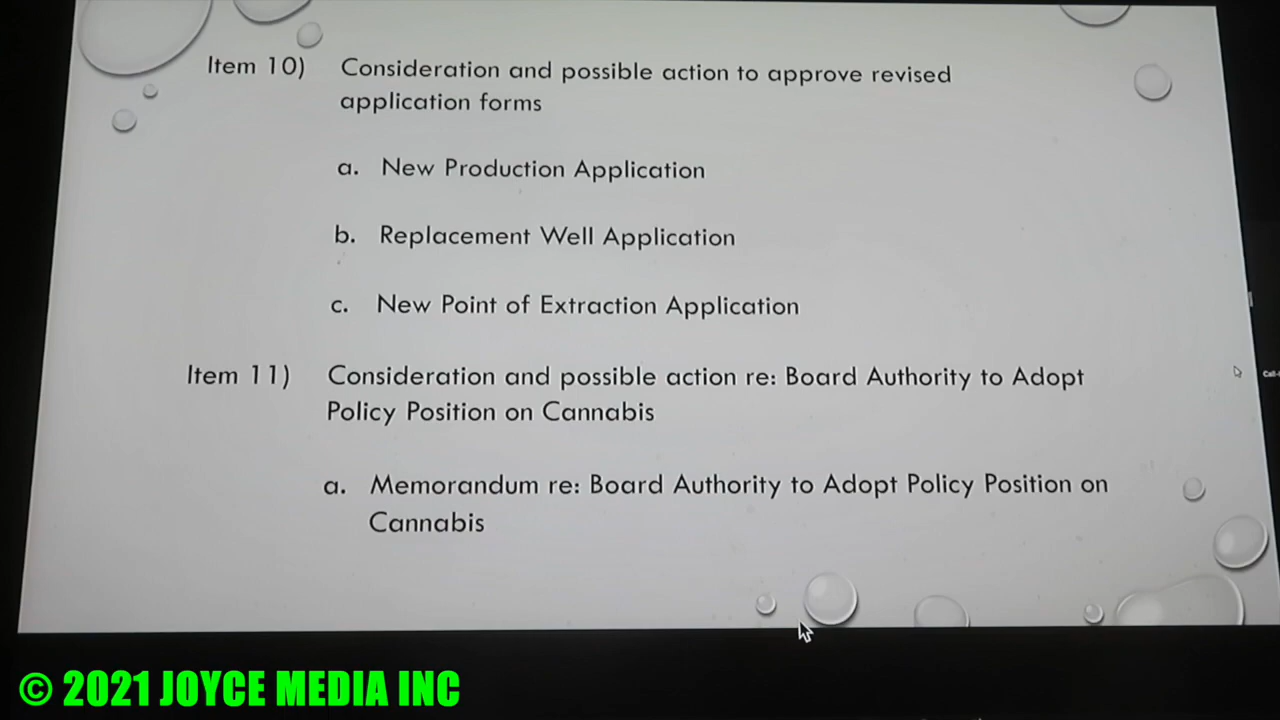 Item 10) Consideration and possible action to approve revised
application forms
a. New Production Application
b. Replacement Well Application
c. New Point of Extraction Application
Item 11) Consideration and possible action re: Board Authority to Adopt
Policy Position on Cannabis
a. Memorandum re: Board Authority to Adopt Policy Position on
Cannabis
© 2021 JOYCE MEDIA INC